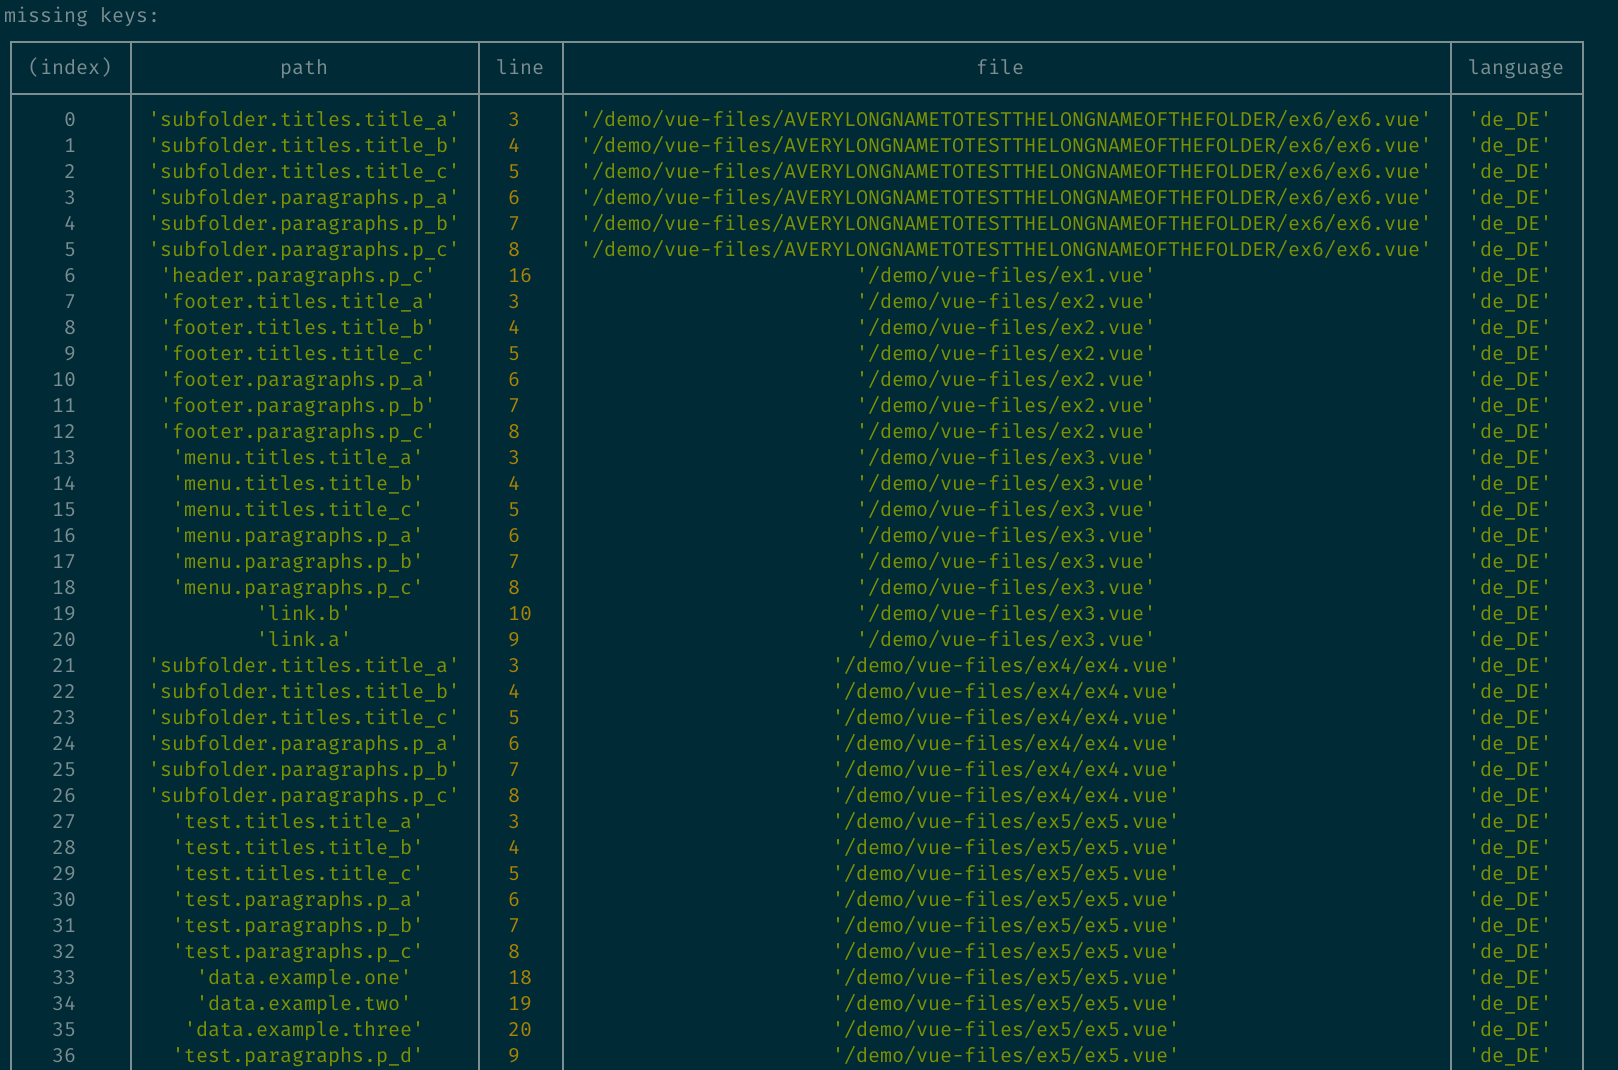 missing keys:
(index) path line file language
0 'subfolder.titles.title_a' 3 '/demo/vue-files/AVERYLONGNAMETOTESTTHELONGNAMEOFTHEFOLDER/ex6/ex6.vue' 'de_DE'
1 'subfolder.titles.title_b' 4 '/demo/vue-files/AVERYLONGNAMETOTESTTHELONGNAMEOFTHEFOLDER/ex6/ex6.vue' 'de_DE'
2 'subfolder.titles.title_c' 5 '/demo/vue-files/AVERYLONGNAMETOTESTTHELONGNAMEOFTHEFOLDER/ex6/ex6.vue' 'de_DE'
3 'subfolder.paragraphs.p_a' 6 '/demo/vue-files/AVERYLONGNAMETOTESTTHELONGNAMEOFTHEFOLDER/ex6/ex6.vue' 'de_DE'
4 'subfolder.paragraphs.p_b' 7 '/demo/vue-files/AVERYLONGNAMETOTESTTHELONGNAMEOFTHEFOLDER/ex6/ex6.vue' 'de_DE'
5 'subfolder.paragraphs.p_c' 8 '/demo/vue-files/AVERYLONGNAMETOTESTTHELONGNAMEOFTHEFOLDER/ex6/ex6.vue' 'de_DE'
6 'header.paragraphs.p_c' 16 '/demo/vue-files/ex1.vue' 'de_DE'
7 'footer.titles.title_a' 3 '/demo/vue-files/ex2.vue' 'de_DE'
8 'footer.titles.title_b' 4 '/demo/vue-files/ex2.vue' 'de_DE'
9 'footer.titles.title_c' 5 '/demo/vue-files/ex2.vue' 'de_DE'
10 'footer.paragraphs.p_a' 6 '/demo/vue-files/ex2.vue' 'de_DE'
11 'footer.paragraphs.p_b' 7 '/demo/vue-files/ex2.vue' 'de_DE'
12 'footer.paragraphs.p_c' 8 '/demo/vue-files/ex2.vue' 'de_DE'
13 'menu.titles.title_a' 3 '/demo/vue-files/ex3.vue' 'de_DE'
14 'menu.titles.title_b' 4 '/demo/vue-files/ex3.vue' 'de_DE'
15 'menu.titles.title_c' 5 '/demo/vue-files/ex3.vue' 'de_DE'
16 'menu.paragraphs.p_a' 6 '/demo/vue-files/ex3.vue' 'de_DE'
17 'menu.paragraphs.p_b' 7 '/demo/vue-files/ex3.vue' 'de_DE'
18 'menu.paragraphs.p_c' 8 '/demo/vue-files/ex3.vue' 'de_DE'
19 'link.b' 10 '/demo/vue-files/ex3.vue' 'de_DE'
20 'link.a' 9 '/demo/vue-files/ex3.vue' 'de_DE'
21 'subfolder.titles.title_a' 3 '/demo/vue-files/ex4/ex4.vue' 'de_DE'
22 'subfolder.titles.title_b' 4 '/demo/vue-files/ex4/ex4.vue' 'de_DE'
23 'subfolder.titles.title_c' 5 '/demo/vue-files/ex4/ex4.vue' 'de_DE'
24 'subfolder.paragraphs.p_a' 6 '/demo/vue-files/ex4/ex4.vue' 'de_DE'
25 'subfolder.paragraphs.p_b' 7 '/demo/vue-files/ex4/ex4.vue' 'de_DE'
26 'subfolder.paragraphs.p_c' 8 '/demo/vue-files/ex4/ex4.vue' 'de_DE'
27 'test.titles.title_a' 3 '/demo/vue-files/ex5/ex5.vue' 'de_DE'
28 'test.titles.title_b' 4 '/demo/vue-files/ex5/ex5.vue' 'de_DE'
29 'test.titles.title_c' 5 '/demo/vue-files/ex5/ex5.vue' 'de_DE'
30 'test.paragraphs.p_a' 6 '/demo/vue-files/ex5/ex5.vue' 'de_DE'
31 'test.paragraphs.p_b' 7 '/demo/vue-files/ex5/ex5.vue' 'de_DE'
32 'test.paragraphs.p_c' 8 '/demo/vue-files/ex5/ex5.vue' 'de_DE'
33 'data.example.one' 18 '/demo/vue-files/ex5/ex5.vue' 'de_DE'
34 'data.example.two' 19 '/demo/vue-files/ex5/ex5.vue' 'de_DE'
35 'data.example.three' 20 '/demo/vue-files/ex5/ex5.vue' 'de_DE'
36 'test.paragraphs.p_d' 9 '/demo/vue-files/ex5/ex5.vue' 'de_DE'